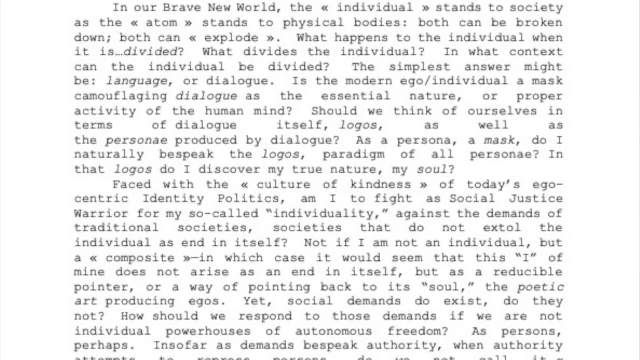 In our Brave New World, the « individual » stands to society
as the « atom » stands to physical bodies: both can be broken
down; both can « explode ». What happens to the individual when
it is…divided? What divides the individual? In what context
can the individual be divided? The simplest answer might
be: language, or dialogue. Is the modern ego/individual a mask
camouflaging dialogue as the essential nature, or proper
activity of the human mind? Should we think of ourselves in
terms of dialogue itself, logos, as well as
the personae produced by dialogue? As a persona, a mask, do I
naturally bespeak the logos, paradigm of all personae? In
that logos do I discover my true nature, my soul?
Faced with the « culture of kindness » of today's ego-
centric Identity Politics, am I to fight as Social Justice
Warrior for my so-called "individuality," against the demands of
traditional societies, societies that do not extol the
individual as end in itself? Not if I am not an individual, but
a « composite »—in which case it would seem that this "I" of
mine does not arise as an end in itself, but as a reducible
pointer, or a way of pointing back to its "soul," the poetic
art producing egos. Yet, social demands do exist, do they
not? How should we respond to those demands if we are not
individual powerhouses of autonomous freedom? As persons,
perhaps. Insofar as demands bespeak authority, when authority
attempts to repress persons, do we not call it «